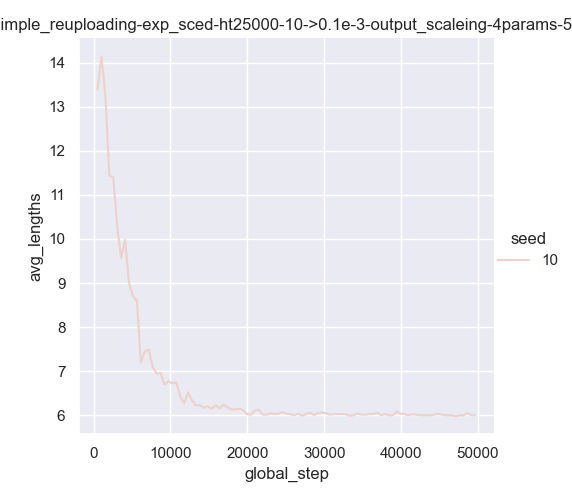 imple_reuploading-exp_sced-ht25000-10->0.1e-3-output_scaleing-4params-5
14
13
12
11
10
9
8
7
6
avg_lengths
0 10000 20000 30000 40000 50000
global_step
seed
10